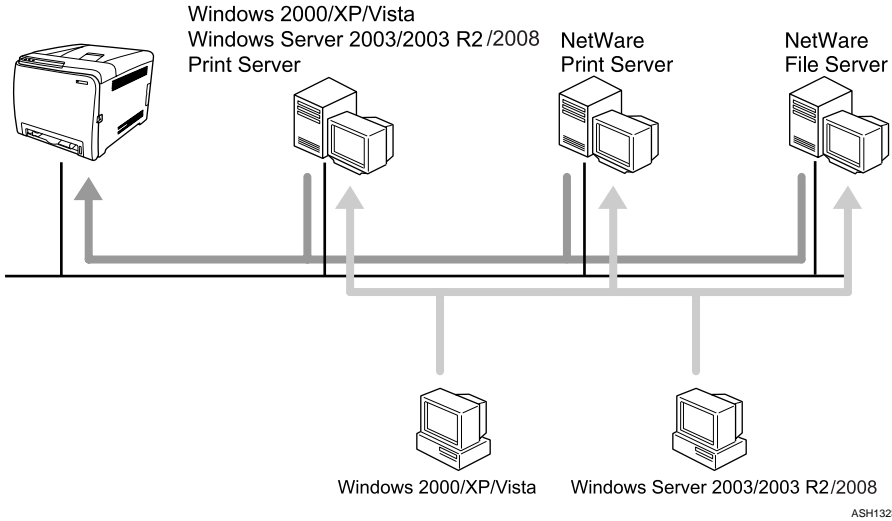 Windows 2000/XP/Vista
Windows Server 2003/2003 R2/2008
Print Server
NetWare
Print Server
NetWare
File Server
Windows 2000/XP/Vista
Windows Server 2003/2003 R2/2008
ASH132